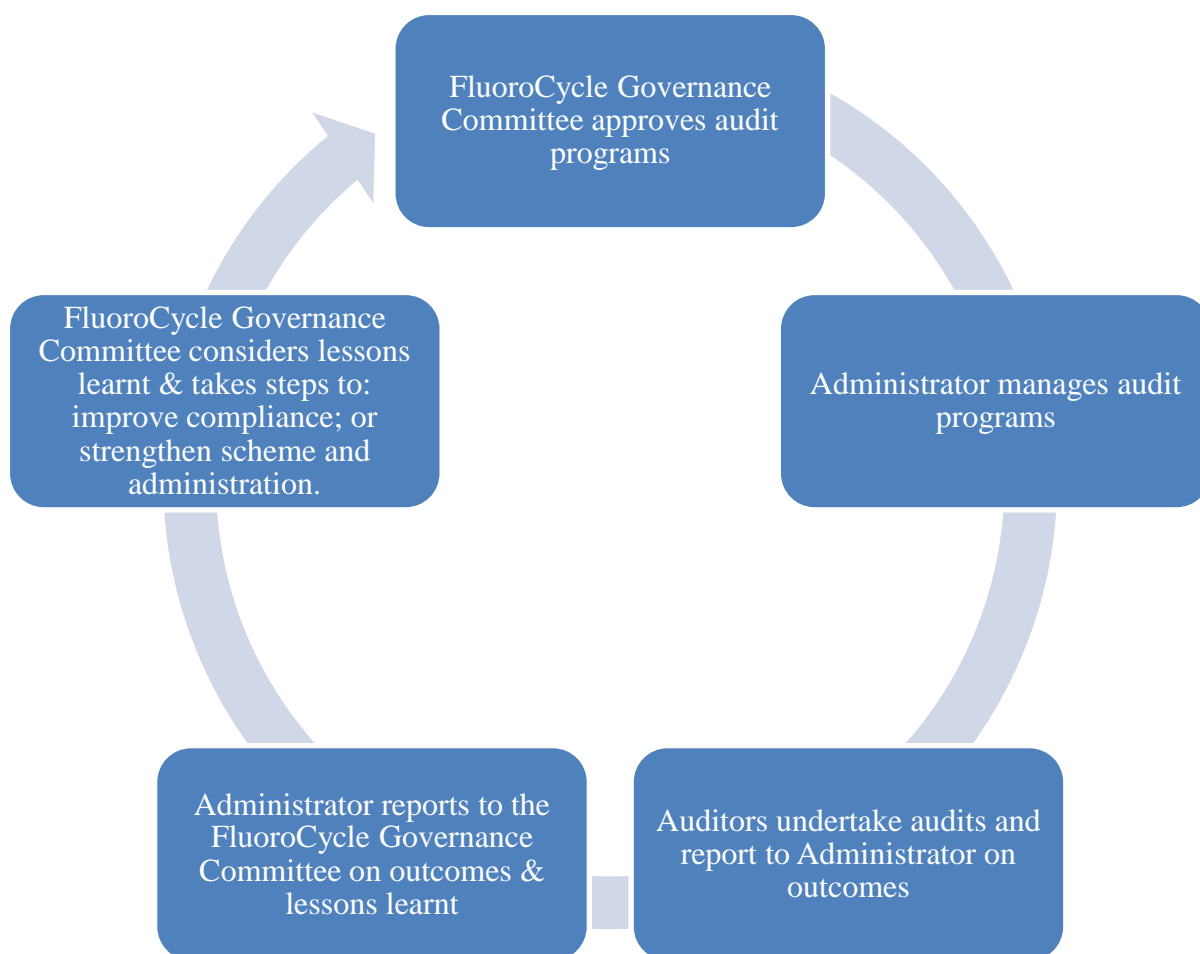 FluoroCycle Governance
Committee approves audit
programs
Administrator manages audit
programs
Auditors undertake audits and
report to Administrator on
outcomes
Administrator reports to the
FluoroCycle Governance
Committee on outcomes &
lessons learnt
FluoroCycle Governance
Committee considers lessons
learnt & takes steps to:
improve compliance; or
strengthen scheme and
administration.